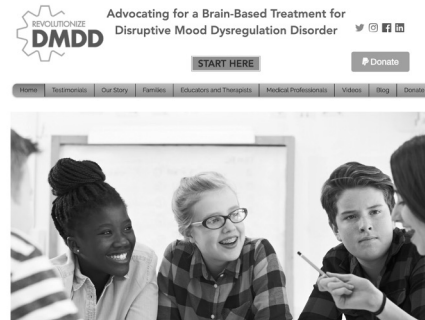 REVOLUTIONIZE
DMDD
Advocating for a Brain-Based Treatment for
Disruptive Mood Dysregulation Disorder
START HERE
Donate
Home Testimonials Our Story Families Educators and Therapists Medical Professionals Videos Blog Donate